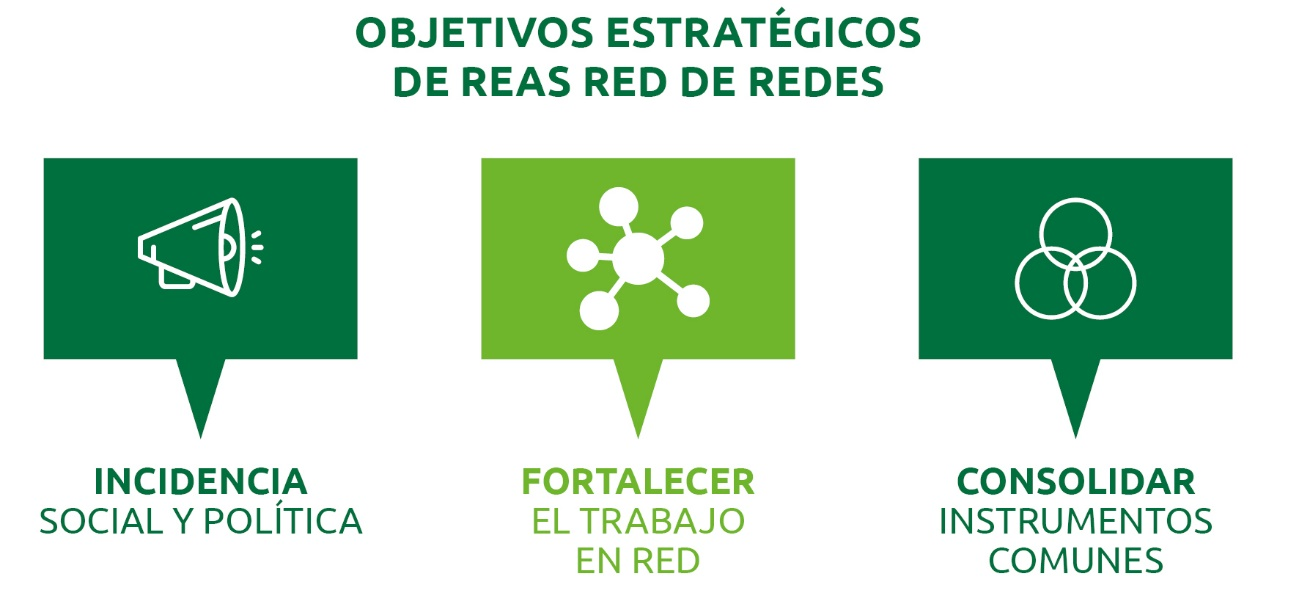 OBJETIVOS ESTRATÉGICOS
DE REAS RED DE REDES
INCIDENCIA
SOCIAL Y POLÍTICA
FORTALECER
EL TRABAJO
EN RED
CONSOLIDAR
INSTRUMENTOS
COMUNES